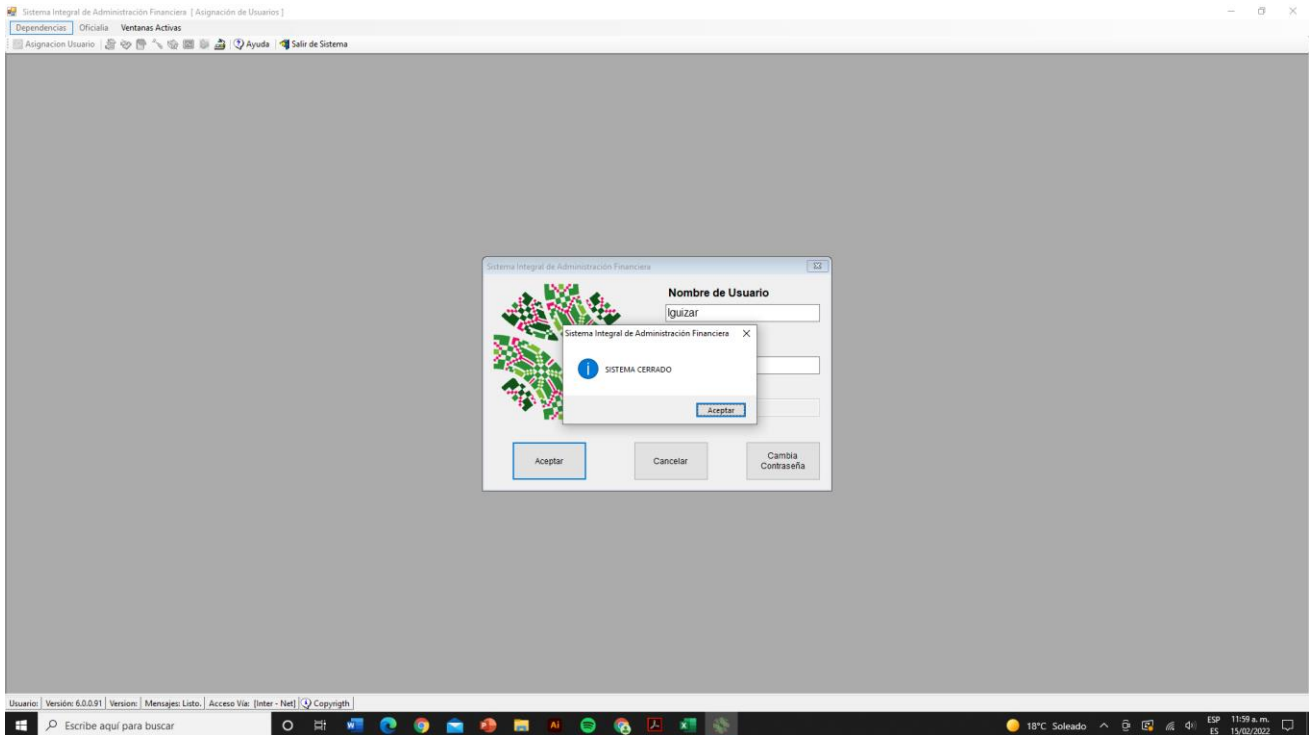 Sistema Integral de Administración Financiera [ Asignación de Usuarios ]
Dependencias Oficialia Ventanas Activas
Asignacion Usuario Ayuda Salir de Sistema
Sistema Integral de Administración Financiera
Nombre de Usuario
lguizar
Sistema Integral de Administración Financiera
SISTEMA CERRADO
Aceptar
Aceptar Cancelar Cambia
Contraseña
Usuario: Versión: 6.0.0.91 Version: Mensajes: Listo. Acceso Vía: [Inter - Net] Copyrigth
Escribe aquí para buscar
18°C Soleado
ESP 11:59 a. m.
ES 15/02/2022